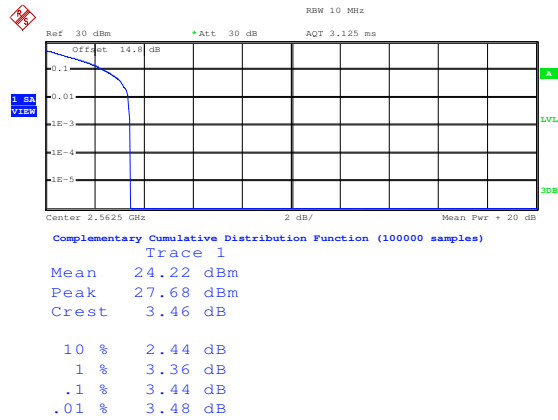 R S
RBW 10 MHz
Ref 30 dBm * Att 30 dB AQT 3.125 ms
Offset 14.8 dB
0.1
A
0.01
1 SA
VIEW
1E-3
LVL
1E-4
1E-5
3DB
Center 2.5625 GHz 2 dB/ Mean Pwr + 20 dB
Complementary Cumulative Distribution Function (100000 samples)
Trace 1
Mean 24.22 dBm
Peak 27.68 dBm
Crest 3.46 dB
10 % 2.44 dB
1 % 3.36 dB
.1 % 3.44 dB
.01 % 3.48 dB